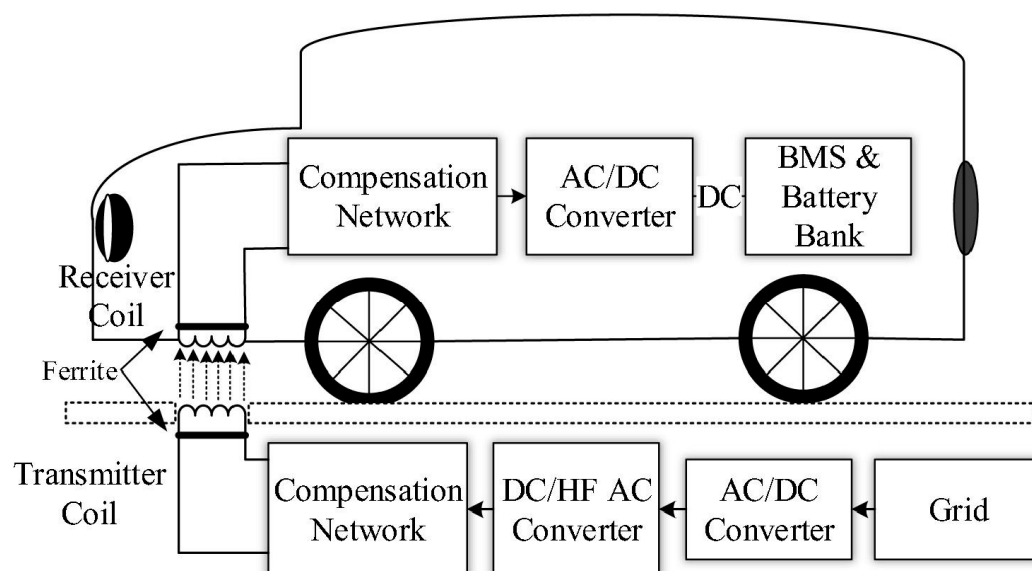 Compensation
Network
AC/DC
Converter
DC
BMS &
Battery
Bank
Receiver
Coil
Ferrite
Transmitter
Coil
Compensation
Network
DC/HF AC
Converter
AC/DC
Converter
Grid